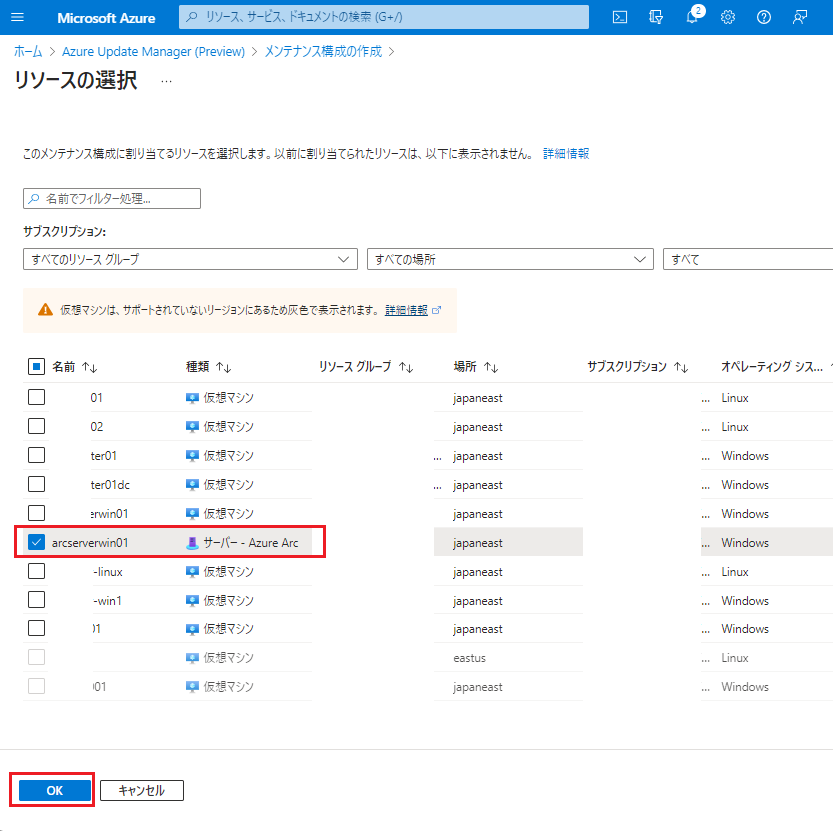 Microsoft Azure
リソース、サービス、ドキュメントの検索 (G+/)
2
ホーム > Azure Update Manager (Preview) > メンテナンス構成の作成 >
リソースの選択 ...
このメンテナンス構成に割り当てるリソースを選択します。以前に割り当てられたリソースは、以下に表示されません。 詳細情報
名前でフィルター処理...
サブスクリプション:
すべてのリソース グループ すべての場所 すべて
仮想マシンは、サポートされていないリージョンにあるため灰色で表示されます。 詳細情報
名前 種類 リソース グループ 場所 サブスクリプション オペレーティング シス...
01 仮想マシン japaneast ... Linux
02 仮想マシン japaneast ... Linux
ter01 仮想マシン ... japaneast ... Windows
ter01dc 仮想マシン ... japaneast ... Windows
erwin01 仮想マシン japaneast ... Windows
arcserverwin01 サーバー - Azure Arc japaneast ... Windows
-linux 仮想マシン japaneast ... Linux
-win1 仮想マシン japaneast ... Windows
01 仮想マシン japaneast ... Windows
仮想マシン eastus ... Linux
001 仮想マシン japaneast ... Windows
OK キャンセル